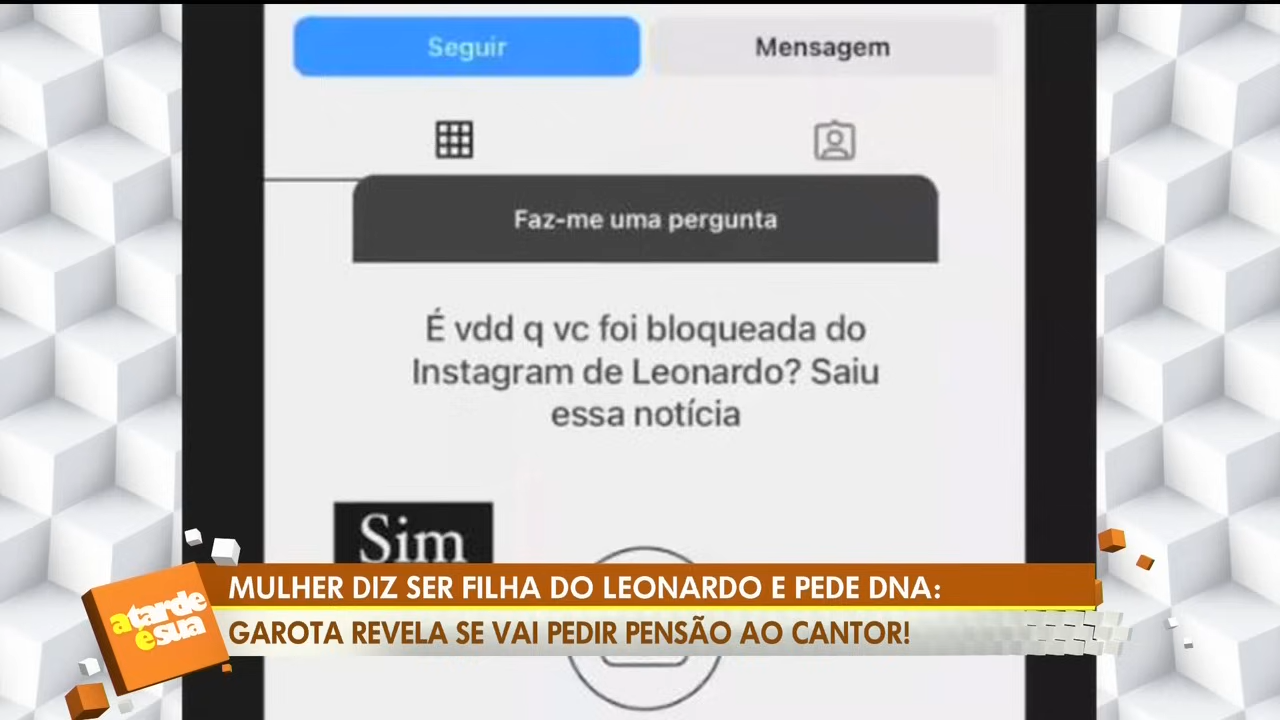 Seguir
Mensagem
Faz-me uma pergunta
É vdd q vc foi bloqueada do
Instagram de Leonardo? Saiu
essa notícia
Sim
MULHER DIZ SER FILHA DO LEONARDO E PEDE DNA:
GAROTA REVELA SE VAI PEDIR PENSÃO AO CANTOR!
a tarde
é sua